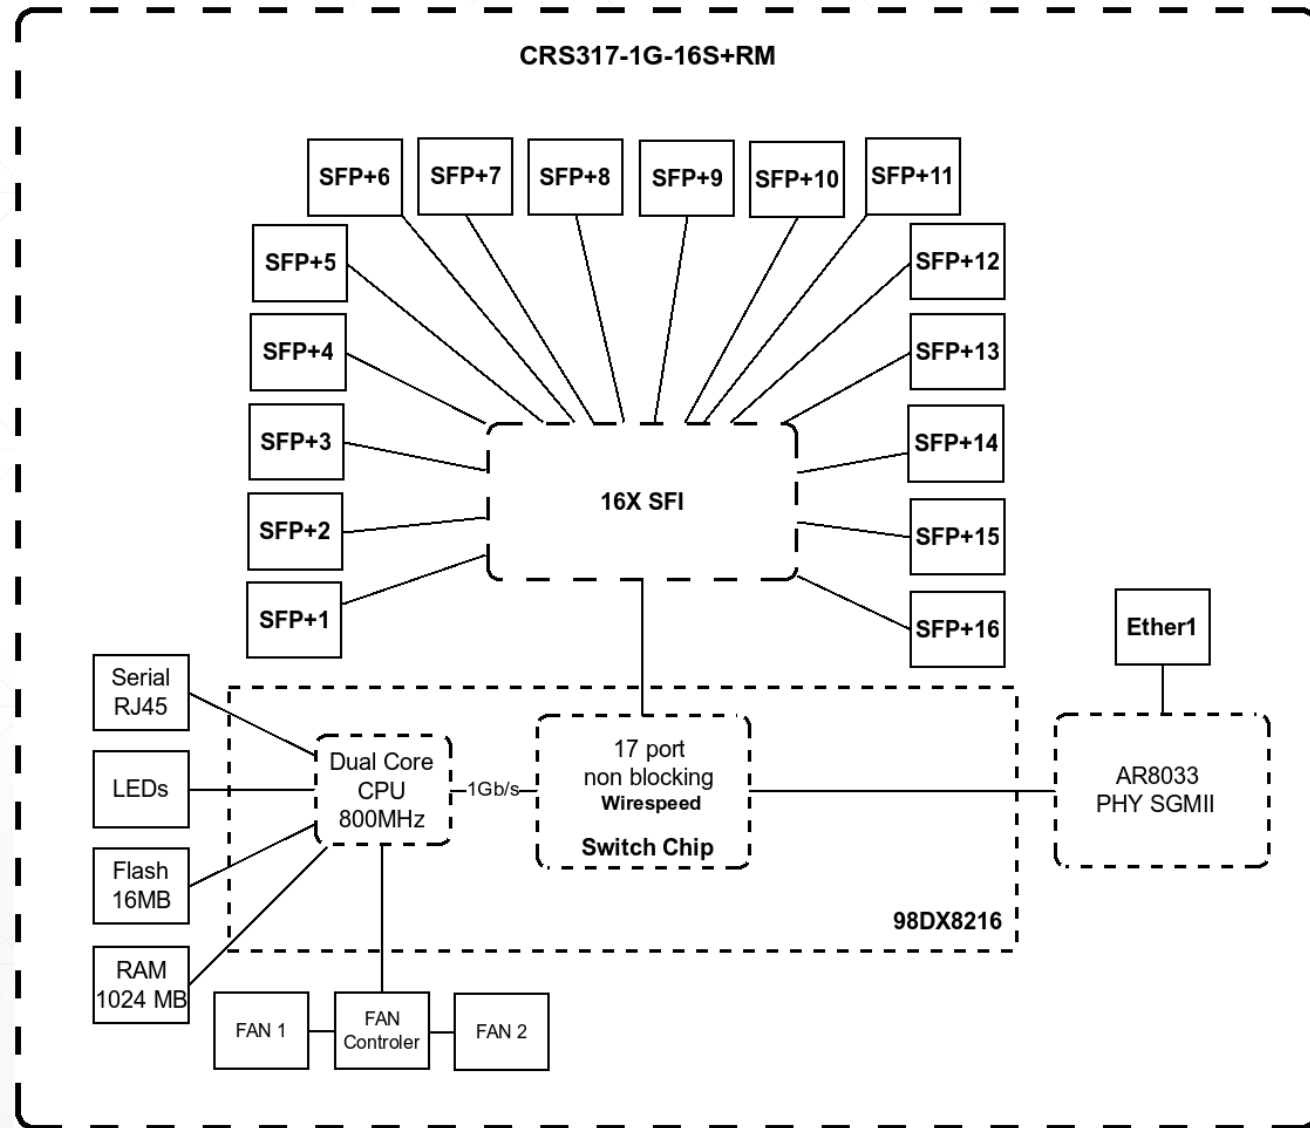 CRS317-1G-16S+RM
SFP+6
SFP+7
SFP+8
SFP+9
SFP+10
SFP+11
SFP+5
SFP+12
SFP+4
SFP+13
SFP+3
SFP+14
16X SFI
SFP+2
SFP+15
SFP+1
SFP+16
Ether1
Serial
RJ45
LEDs
Flash
16MB
RAM
1024 MB
Dual Core
CPU
800MHz
1Gb/s
17 port
non blocking
Wirespeed
Switch Chip
AR8033
PHY SGMII
98DX8216
FAN 1
FAN
Controler
FAN 2